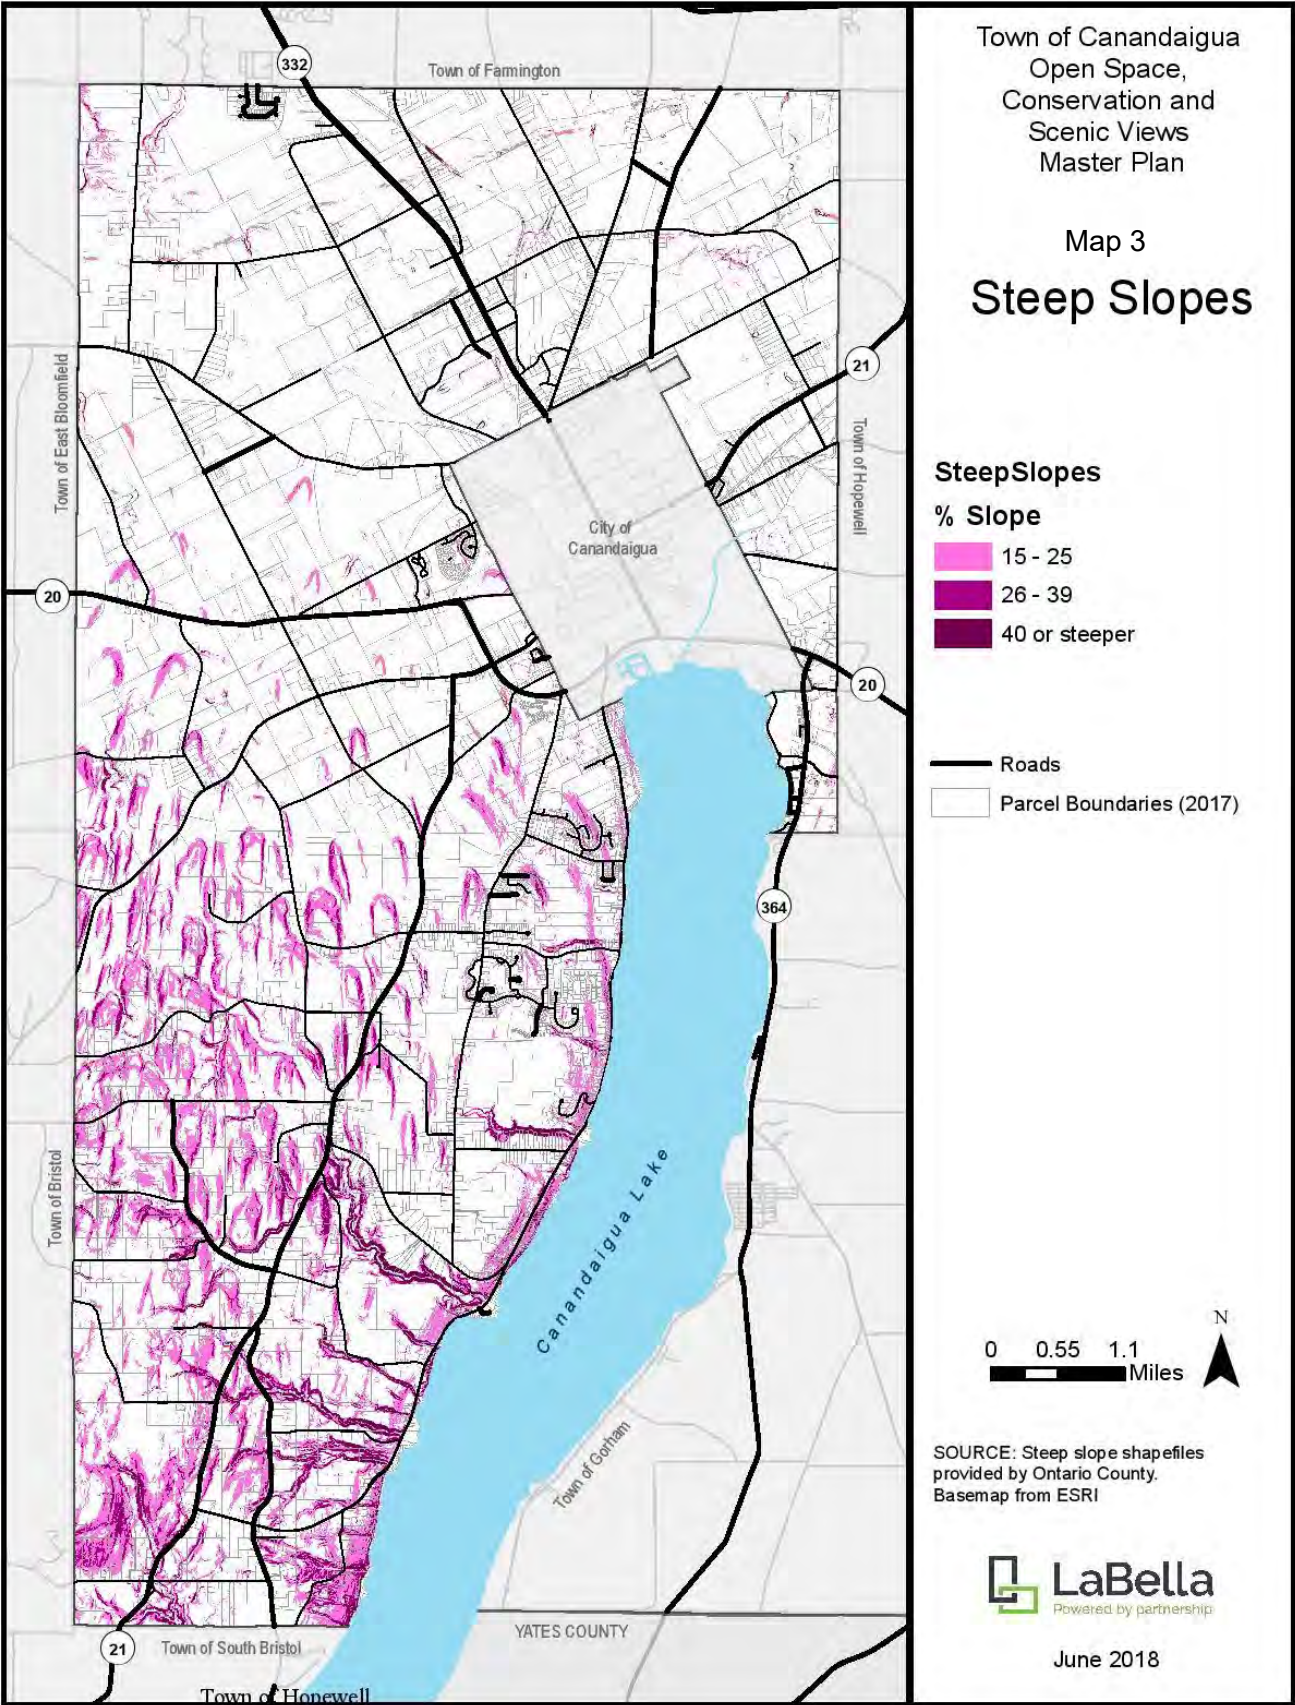 332
Town of Farmington
Town of East Bloomfield
21
Town of Hopewell
City of
Canandaigua
20
20
364
Town of Bristol
Canandaigua Lake
Town of Gorham
YATES COUNTY
21
Town of South Bristol
Town of Hopewell
Town of Canandaigua
Open Space,
Conservation and
Scenic Views
Master Plan
Map 3
Steep Slopes
SteepSlopes
% Slope
15 - 25
26 - 39
40 or steeper
Roads
Parcel Boundaries (2017)
N
0 0.55 1.1
Miles
SOURCE: Steep slope shapefiles
provided by Ontario County.
Basemap from ESRI
LaBella
Powered by partnership
June 2018